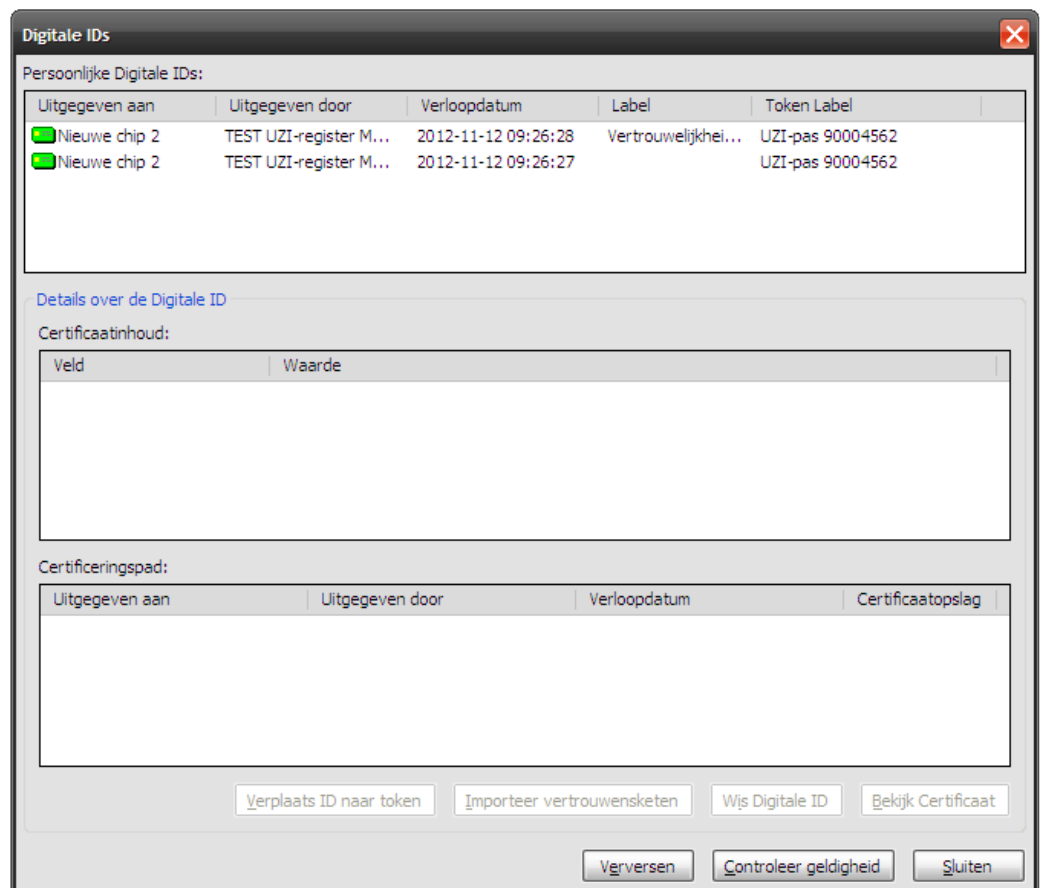 Digitale IDs
Persoonlijke Digitale IDs:
Uitgegeven aan Uitgegeven door Verloopdatum Label Token Label
Nieuwe chip 2 TEST UZI-register M... 2012-11-12 09:26:28 Vertrouwelijkhei... UZI-pas 90004562
Nieuwe chip 2 TEST UZI-register M... 2012-11-12 09:26:27 UZI-pas 90004562
Details over de Digitale ID
Certificaatinhoud:
Veld Waarde
Certificeringspad:
Uitgegeven aan Uitgegeven door Verloopdatum Certificaatopslag
Verplaats ID naar token Importeer vertrouwensketen Wis Digitale ID Bekijk Certificaat
Verversen Controleer geldigheid Sluiten